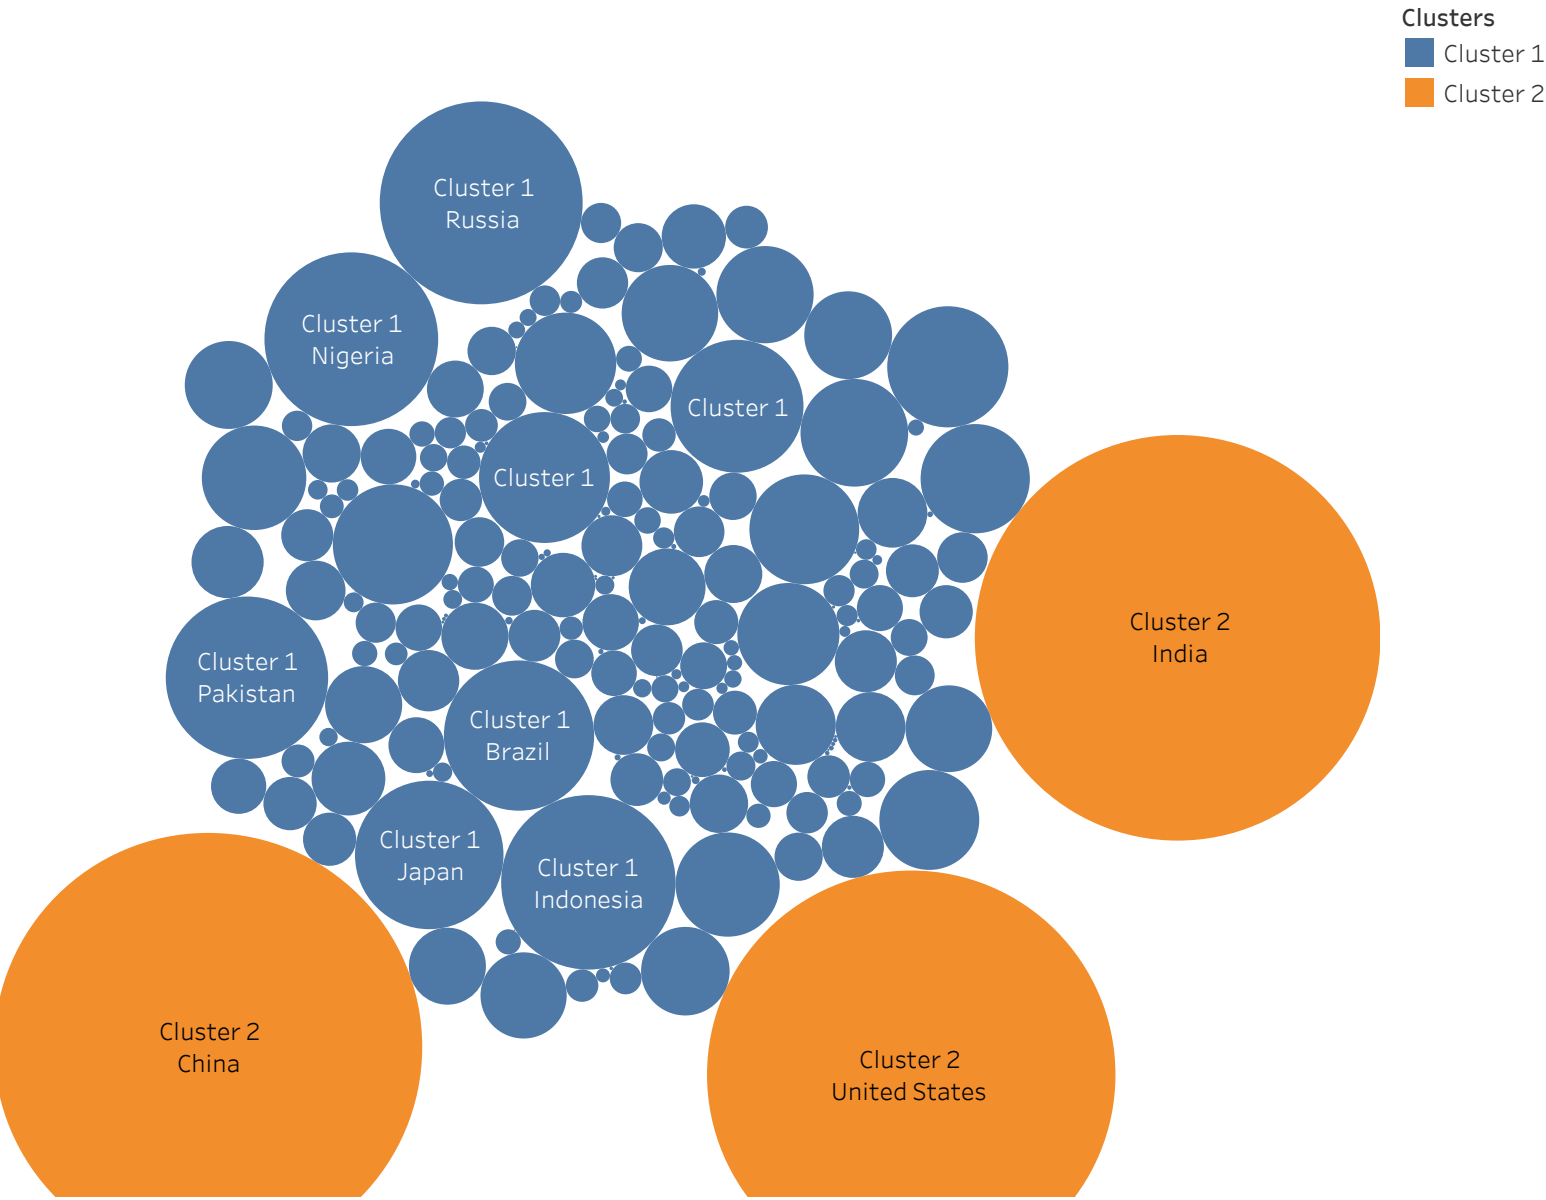 Clusters
Cluster 1
Cluster 2
Cluster 1
Russia
Cluster 1
Nigeria
Cluster 1
Cluster 1
Cluster 2
India
Cluster 1
Pakistan
Cluster 1
Brazil
Cluster 1
Japan
Cluster 1
Indonesia
Cluster 2
China
Cluster 2
United States